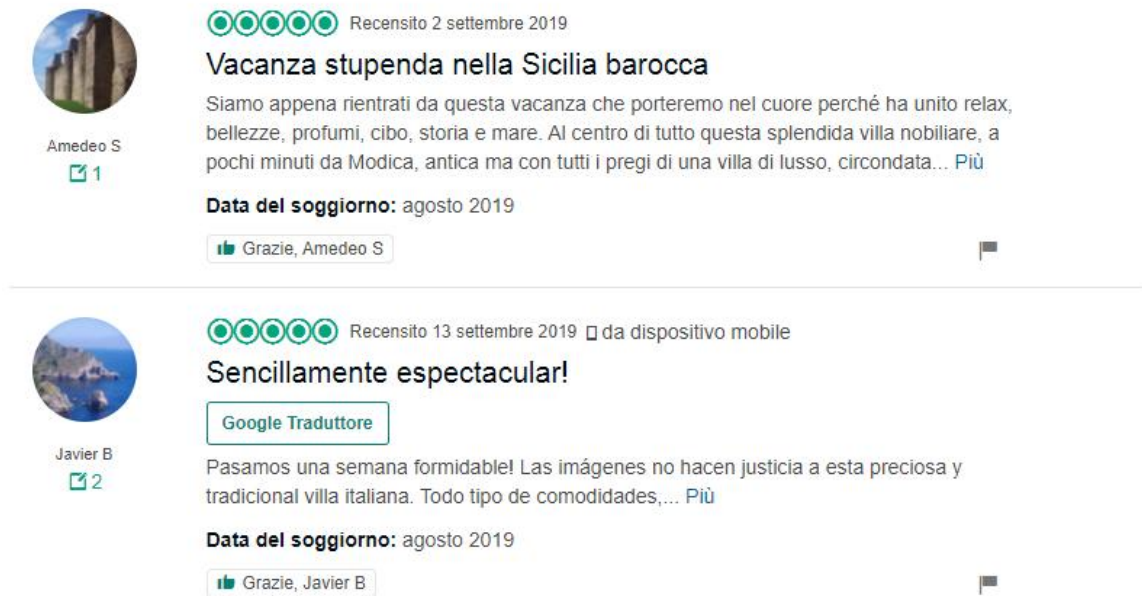 Recensito 2 settembre 2019
Vacanza stupenda nella Sicilia barocca
Siamo appena rientrati da questa vacanza che porteremo nel cuore perché ha unito relax,
bellezze, profumi, cibo, storia e mare. Al centro di tutto questa splendida villa nobiliare, a
pochi minuti da Modica, antica ma con tutti i pregi di una villa di lusso, circondata... Più
Amedeo S
1
Data del soggiorno: agosto 2019
Grazie, Amedeo S
Recensito 13 settembre 2019 da dispositivo mobile
Sencillamente espectacular!
Google Traduttore
Javier B
2
Pasamos una semana formidable! Las imágenes no hacen justicia a esta preciosa y
tradicional villa italiana. Todo tipo de comodidades,... Più
Data del soggiorno: agosto 2019
Grazie, Javier B